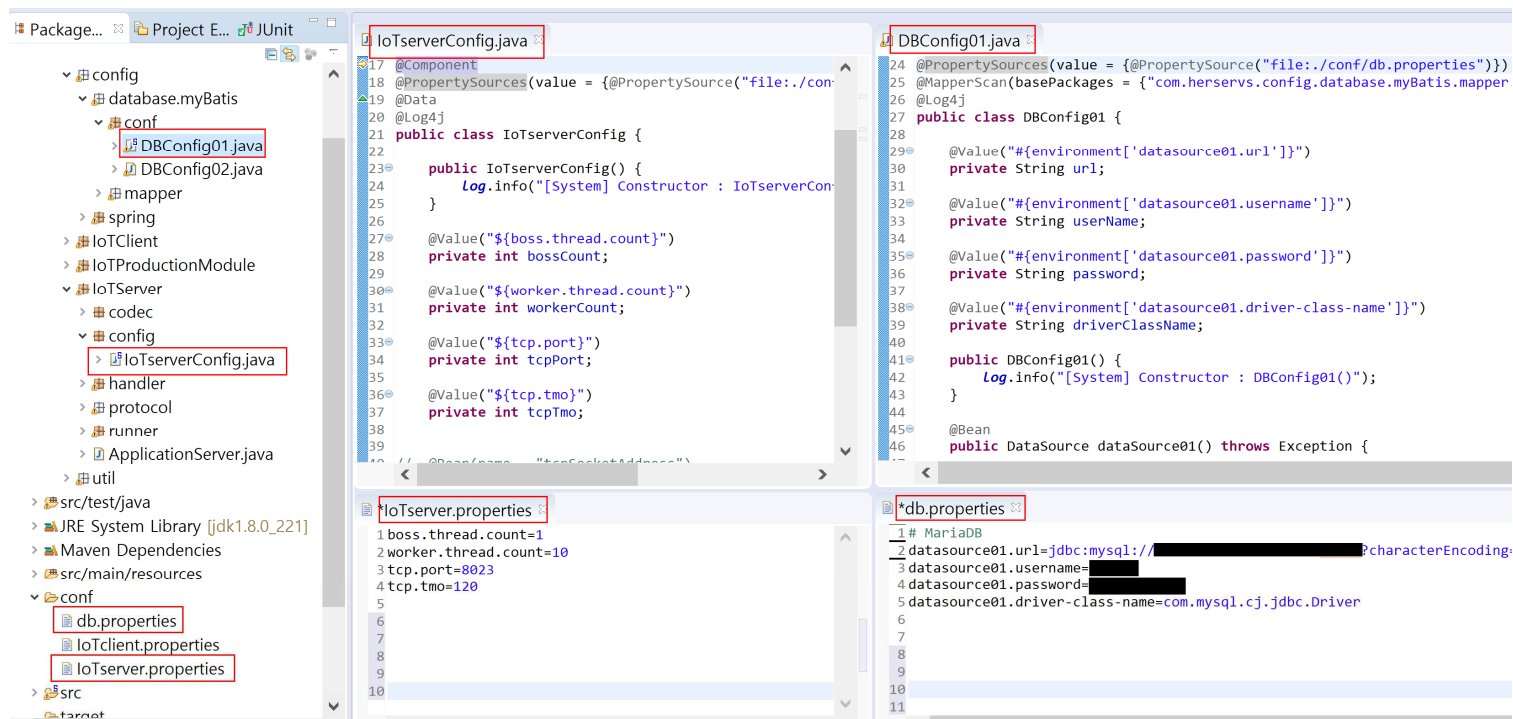 Package...
Project E...
JUnit
config
database.myBatis
conf
DBConfig01.java
DBConfig02.java
mapper
spring
IoTClient
IoTProductionModule
IoTServer
codec
config
IoTserverConfig.java
handler
protocol
runner
ApplicationServer.java
util
src/test/java
JRE System Library [jdk1.8.0_221]
Maven Dependencies
src/main/resources
conf
db.properties
IoTclient.properties
IoTserver.properties
src
target
IoTserverConfig.java
17 @Component
18 @PropertySources(value = {@PropertySource("file:./con
19 @Data
20 @Log4j
21 public class IoTserverConfig {
22
23 public IoTserverConfig() {
24 log.info("[System] Constructor : IoTserverCon
25 }
26
27 @Value("${boss.thread.count}")
28 private int bossCount;
29
30 @Value("${worker.thread.count}")
31 private int workerCount;
32
33 @Value("${tcp.port}")
34 private int tcpPort;
35
36 @Value("${tcp.tmo}")
37 private int tcpTmo;
38
39
40 // @Bean(name = "tcpSocketAddress")
DBConfig01.java
24 @PropertySources(value = {@PropertySource("file:./conf/db.properties")})
25 @MapperScan(basePackages = {"com.herservs.config.database.myBatis.mapper.
26 @Log4j
27 public class DBConfig01 {
28
29 @Value("#{environment['datasource01.url']}")
30 private String url;
31
32 @Value("#{environment['datasource01.username']}")
33 private String userName;
34
35 @Value("#{environment['datasource01.password']}")
36 private String password;
37
38 @Value("#{environment['datasource01.driver-class-name']}")
39 private String driverClassName;
40
41 public DBConfig01() {
42 log.info("[System] Constructor : DBConfig01()");
43 }
44
45 @Bean
46 public DataSource dataSource01() throws Exception {
*IoTserver.properties
1 boss.thread.count=1
2 worker.thread.count=10
3 tcp.port=8023
4 tcp.tmo=120
5
6
7
8
9
10
*db.properties
1 # MariaDB
2 datasource01.url=jdbc:mysql:// ?characterEncoding=
3 datasource01.username=
4 datasource01.password=
5 datasource01.driver-class-name=com.mysql.cj.jdbc.Driver
6
7
8
9
10
11